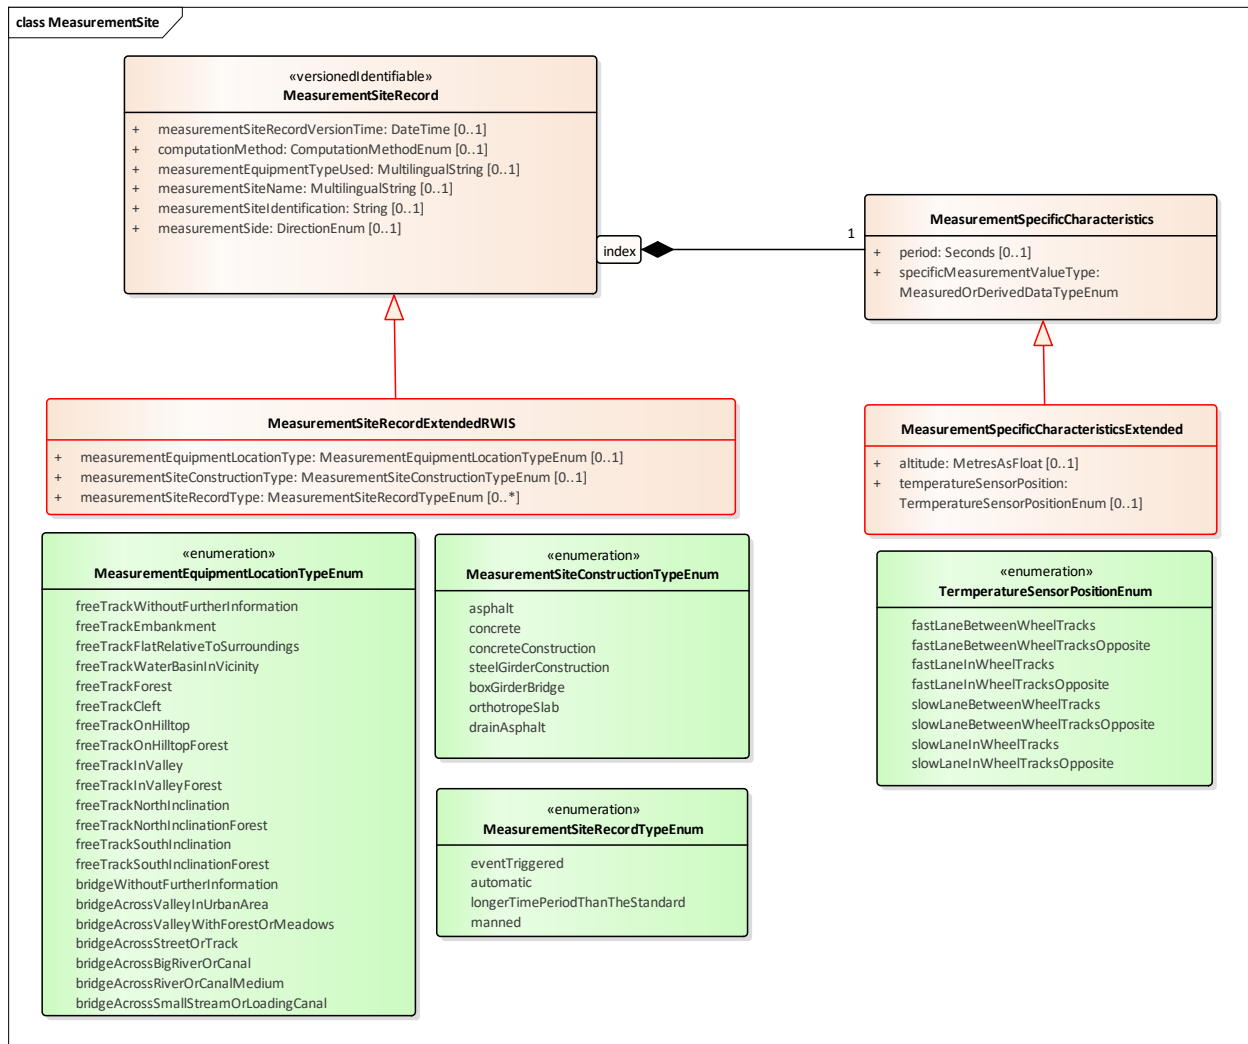 class MeasurementSite
«versionedIdentifiable»
MeasurementSiteRecord
+ measurementSiteRecordVersionTime: DateTime [0..1]
+ computationMethod: ComputationMethodEnum [0..1]
+ measurementEquipmentTypeUsed: MultilingualString [0..1]
+ measurementSiteName: MultilingualString [0..1]
+ measurementSiteIdentification: String [0..1]
+ measurementSide: DirectionEnum [0..1]
index
1
MeasurementSpecificCharacteristics
+ period: Seconds [0..1]
+ specificMeasurementValueType:
MeasuredOrDerivedDataTypeEnum
MeasurementSiteRecordExtendedRWIS
+ measurementEquipmentLocationType: MeasurementEquipmentLocationTypeEnum [0..1]
+ measurementSiteConstructionType: MeasurementSiteConstructionTypeEnum [0..1]
+ measurementSiteRecordType: MeasurementSiteRecordTypeEnum [0..*]
MeasurementSpecificCharacteristicsExtended
+ altitude: MetresAsFloat [0..1]
+ temperatureSensorPosition:
TermperatureSensorPositionEnum [0..1]
«enumeration»
MeasurementEquipmentLocationTypeEnum
freeTrackWithoutFurtherInformation
freeTrackEmbankment
freeTrackFlatRelativeToSurroundings
freeTrackWaterBasinInVicinity
freeTrackForest
freeTrackCleft
freeTrackOnHilltop
freeTrackOnHilltopForest
freeTrackInValley
freeTrackInValleyForest
freeTrackNorthInclination
freeTrackNorthInclinationForest
freeTrackSouthInclination
freeTrackSouthInclinationForest
bridgeWithoutFurtherInformation
bridgeAcrossValleyInUrbanArea
bridgeAcrossValleyWithForestOrMeadows
bridgeAcrossStreetOrTrack
bridgeAcrossBigRiverOrCanal
bridgeAcrossRiverOrCanalMedium
bridgeAcrossSmallStreamOrLoadingCanal
«enumeration»
MeasurementSiteConstructionTypeEnum
asphalt
concrete
concreteConstruction
steelGirderConstruction
boxGirderBridge
orthotropeSlab
drainAsphalt
«enumeration»
MeasurementSiteRecordTypeEnum
eventTriggered
automatic
longerTimePeriodThanTheStandard
manned
«enumeration»
TermperatureSensorPositionEnum
fastLaneBetweenWheelTracks
fastLaneBetweenWheelTracksOpposite
fastLaneInWheelTracks
fastLaneInWheelTracksOpposite
slowLaneBetweenWheelTracks
slowLaneBetweenWheelTracksOpposite
slowLaneInWheelTracks
slowLaneInWheelTracksOpposite